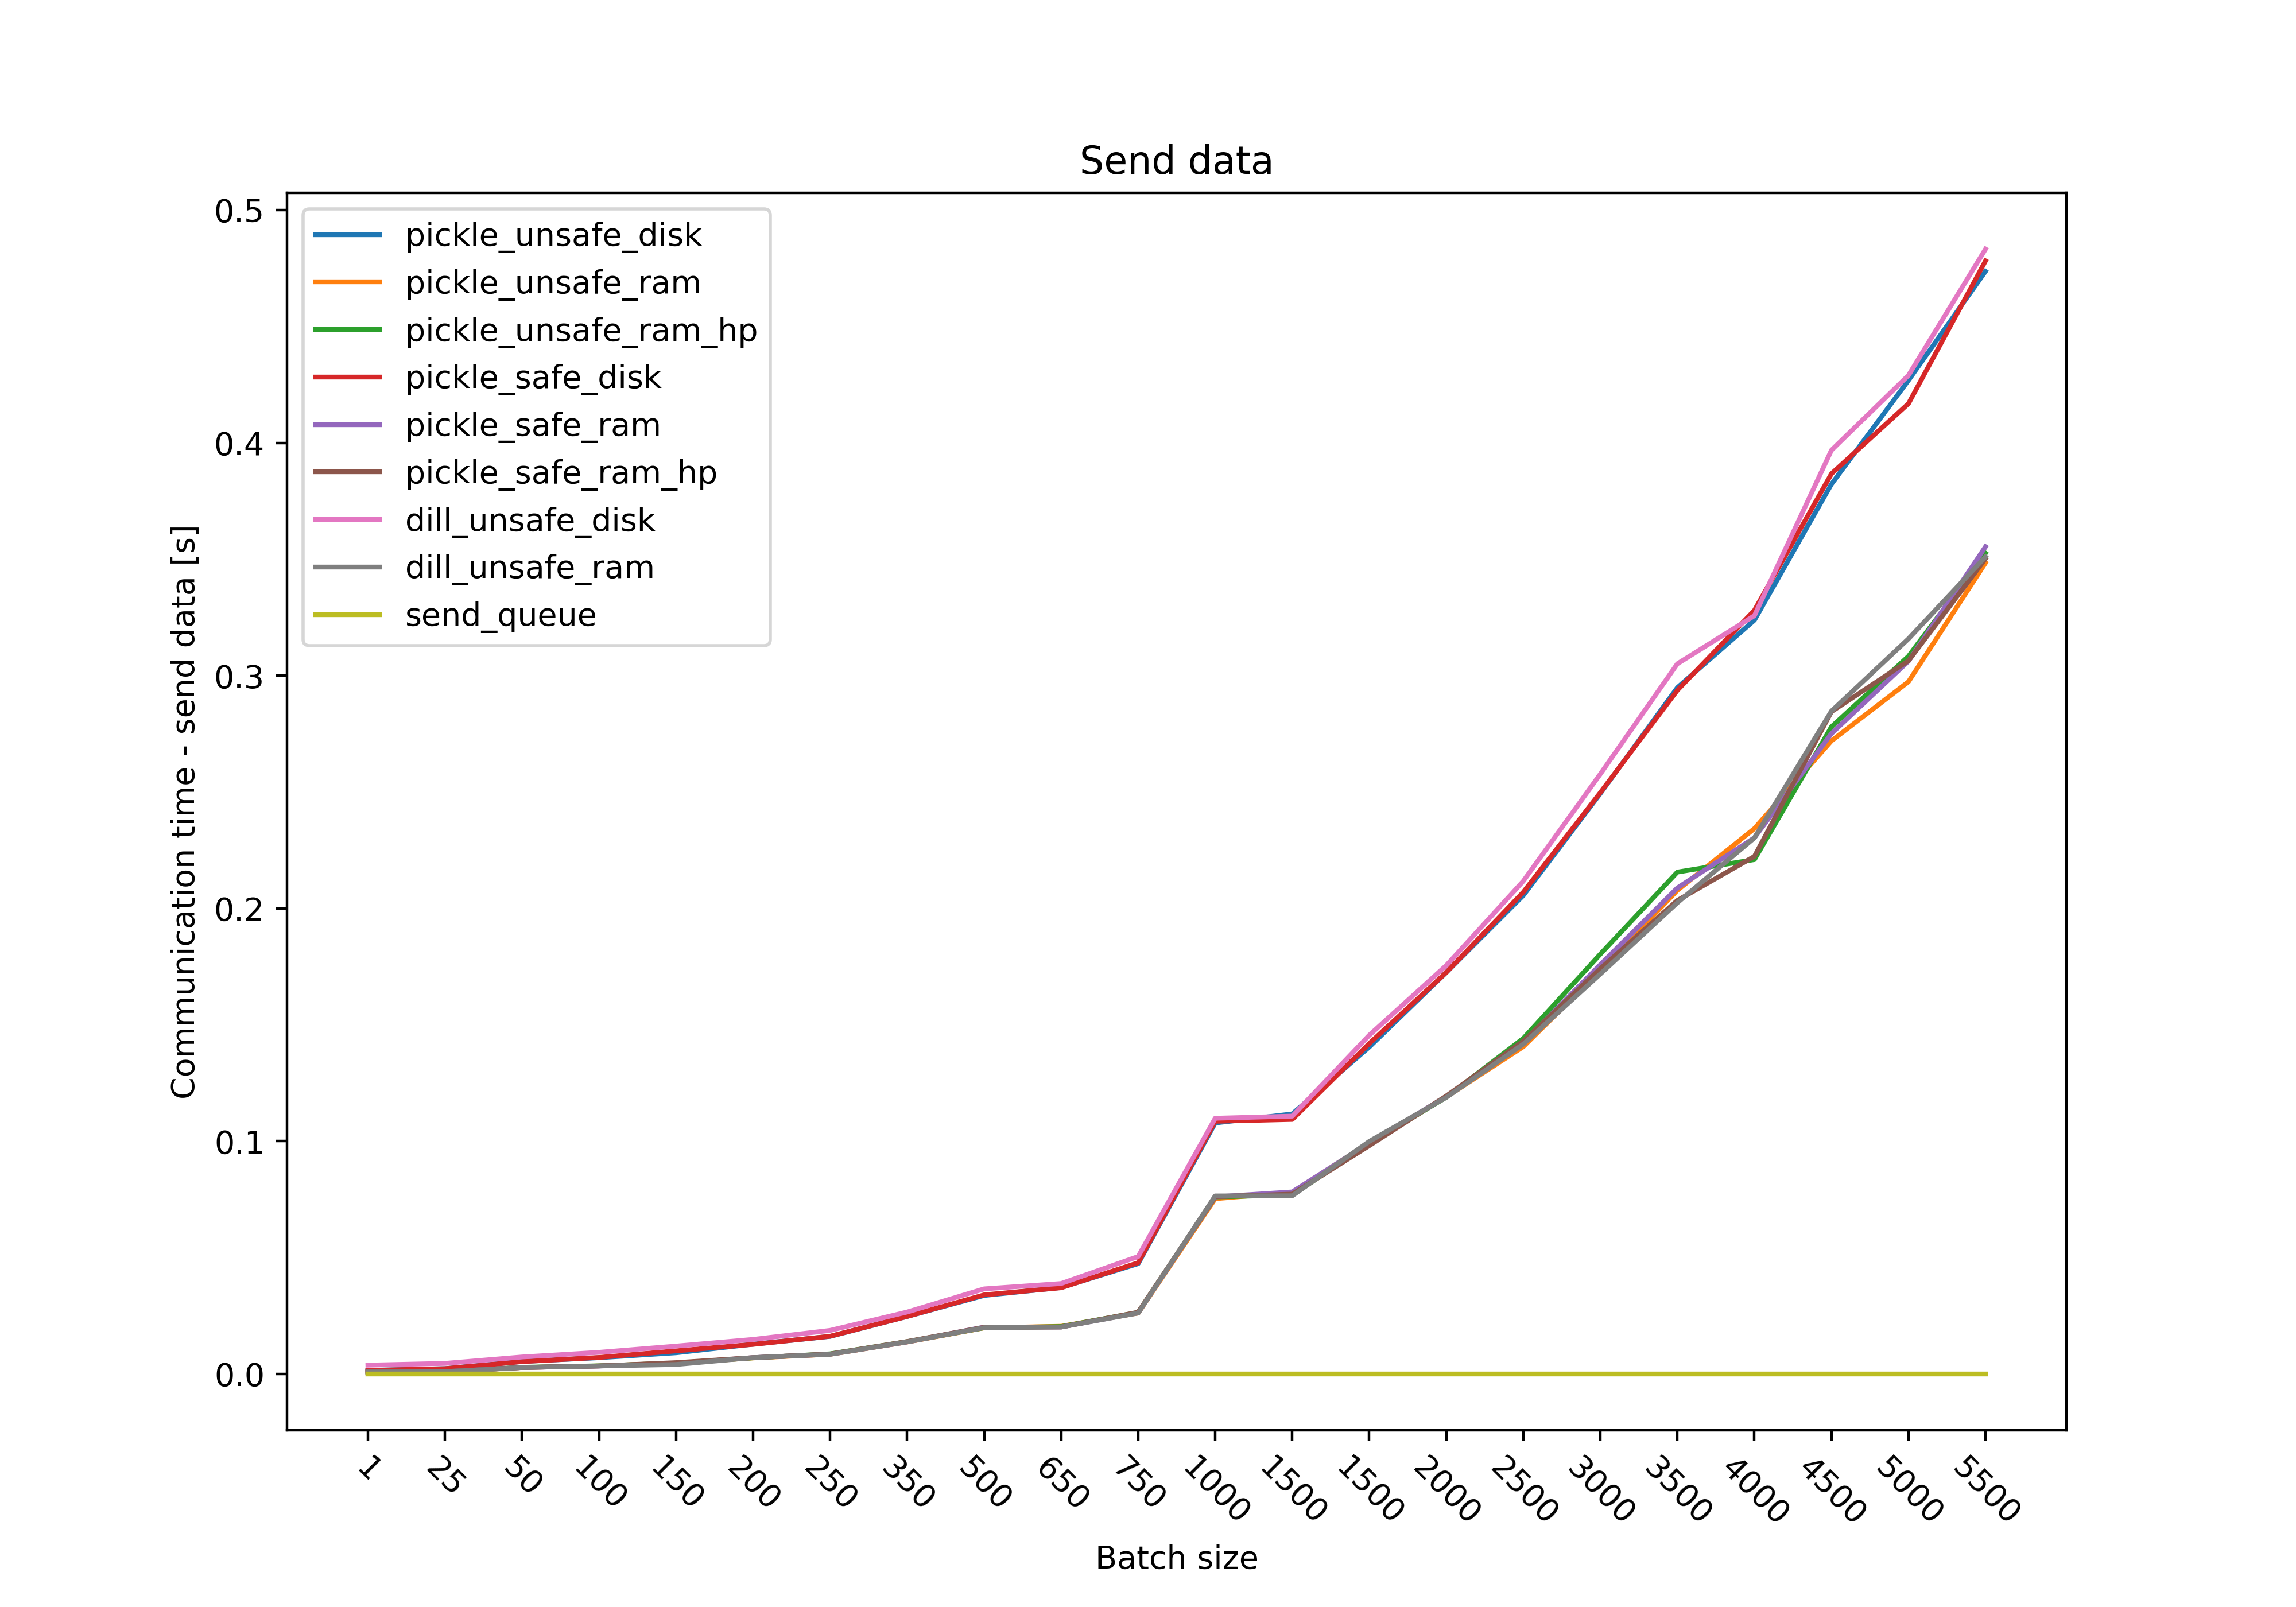 Send data
0.5
0.4
0.3
0.2
0.1
0.0
Communication time - send data [s]
pickle_unsafe_disk
pickle_unsafe_ram
pickle_unsafe_ram_hp
pickle_safe_disk
pickle_safe_ram
pickle_safe_ram_hp
dill_unsafe_disk
dill_unsafe_ram
send_queue
1 25 50 100 150 200 250 350 500 650 750 1000 1500 1500 2000 2500 3000 3500 4000 4500 5000 5500
Batch size